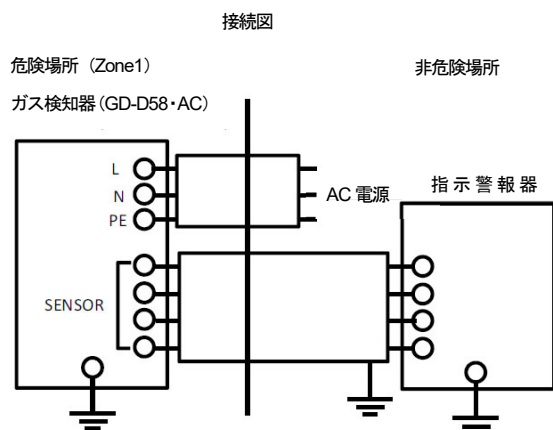 接続図
危険場所（Zone1）
非危険場所
ガス検知器(GD-D58・AC)
L
N
PE
AC 電源
指示警報器
SENSOR